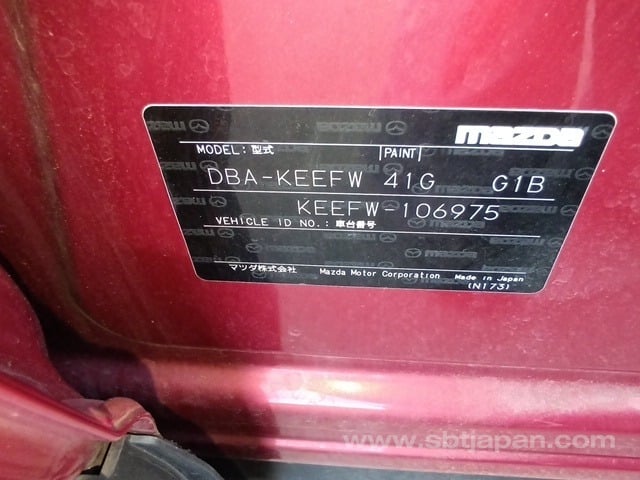 mazda
MODEL: 型式 PAINT
DBA-KEEFW 41G G1B
KEEFW-106975
VEHICLE ID NO.: 車台番号
マツダ株式会社 Mazda Motor Corporation Made in Japan
(N173)
www.sbtjapan.com